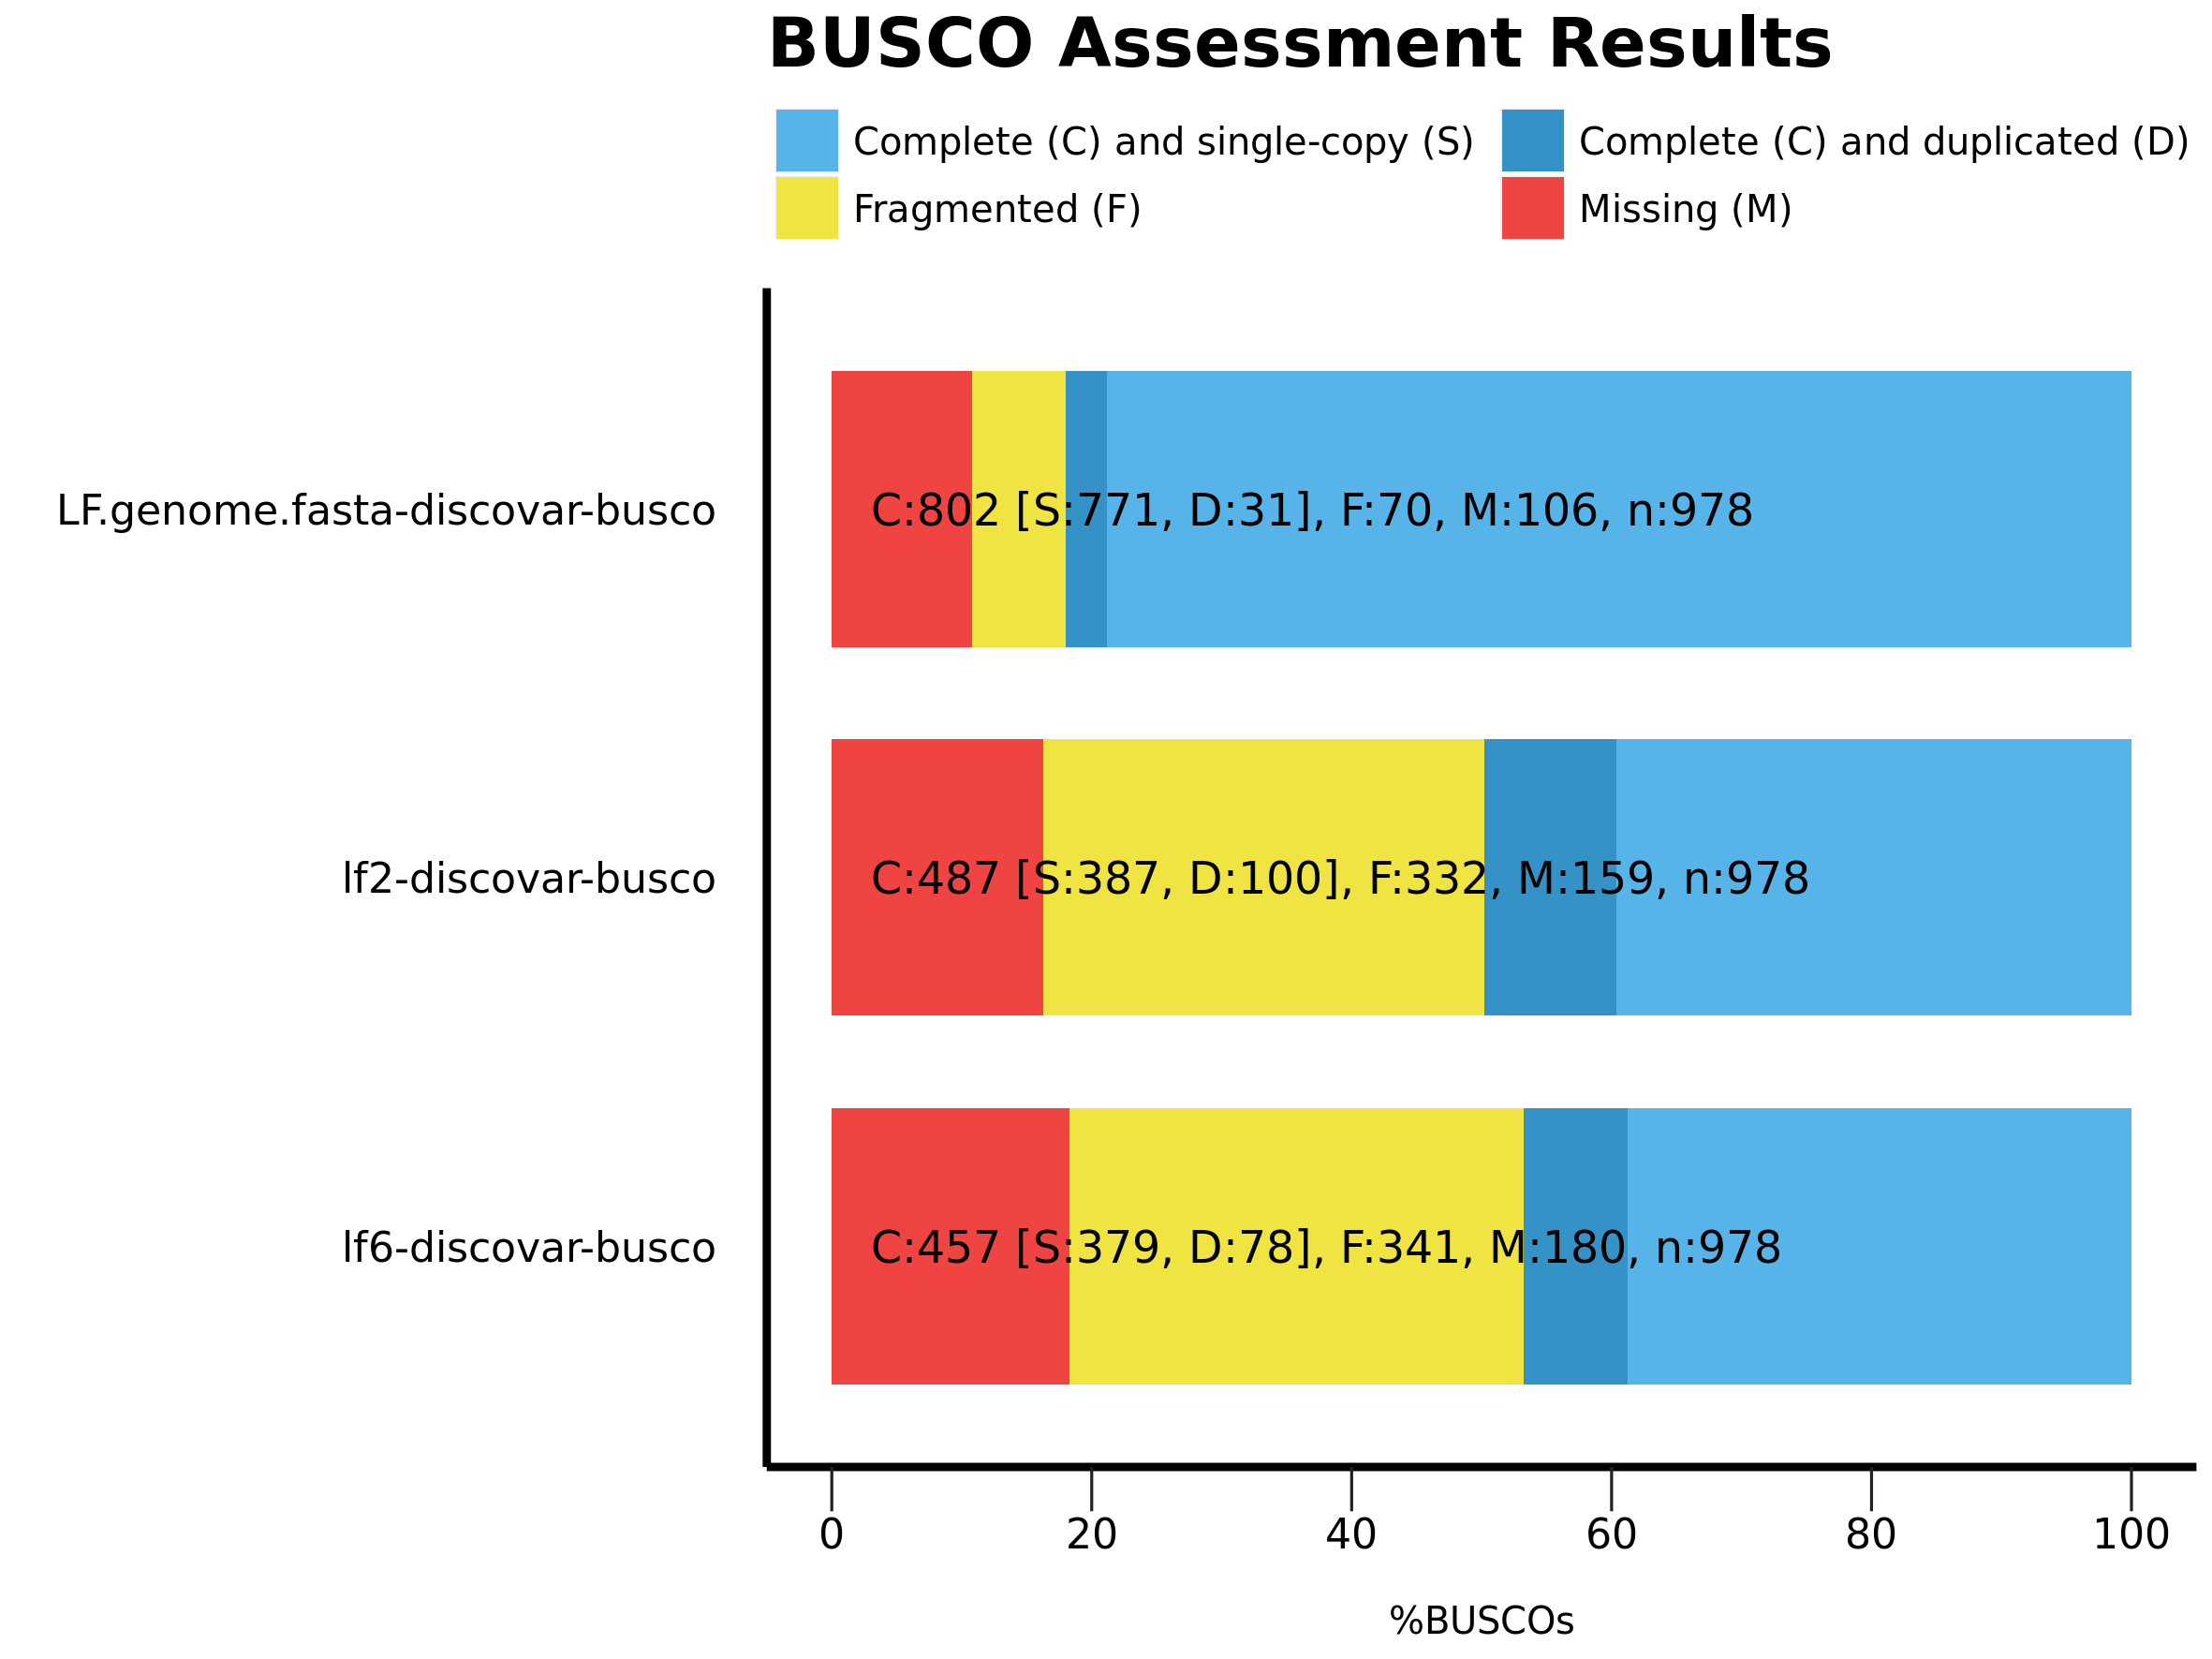 BUSCO Assessment Results
Complete (C) and single-copy (S) Complete (C) and duplicated (D)
Fragmented (F) Missing (M)
LF.genome.fasta-discovar-busco C:802 [S:771, D:31], F:70, M:106, n:978
lf2-discovar-busco C:487 [S:387, D:100], F:332, M:159, n:978
lf6-discovar-busco C:457 [S:379, D:78], F:341, M:180, n:978
0 20 40 60 80 100
%BUSCOs